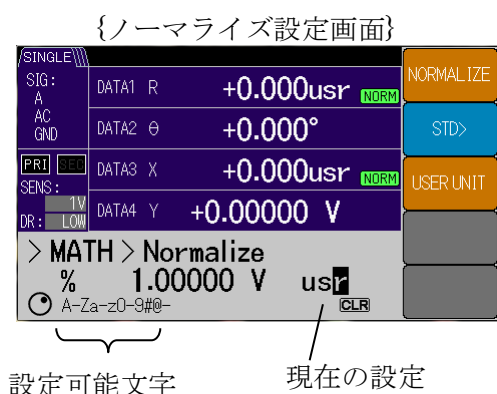 {ノーマライズ設定画面}
SINGLE
SIG:
A
AC
GND
DATA1 R +0.000usr NORM
DATA2 θ +0.000°
PRI SEC
SENS:
1V
DR: LOW
DATA3 X +0.000usr NORM
DATA4 Y +0.00000 V
> MATH > Normalize
% 1.00000 V usr
A-Za-z0-9#@- CLR
NORMALIZE
STD>
USER UNIT
設定可能文字
現在の設定